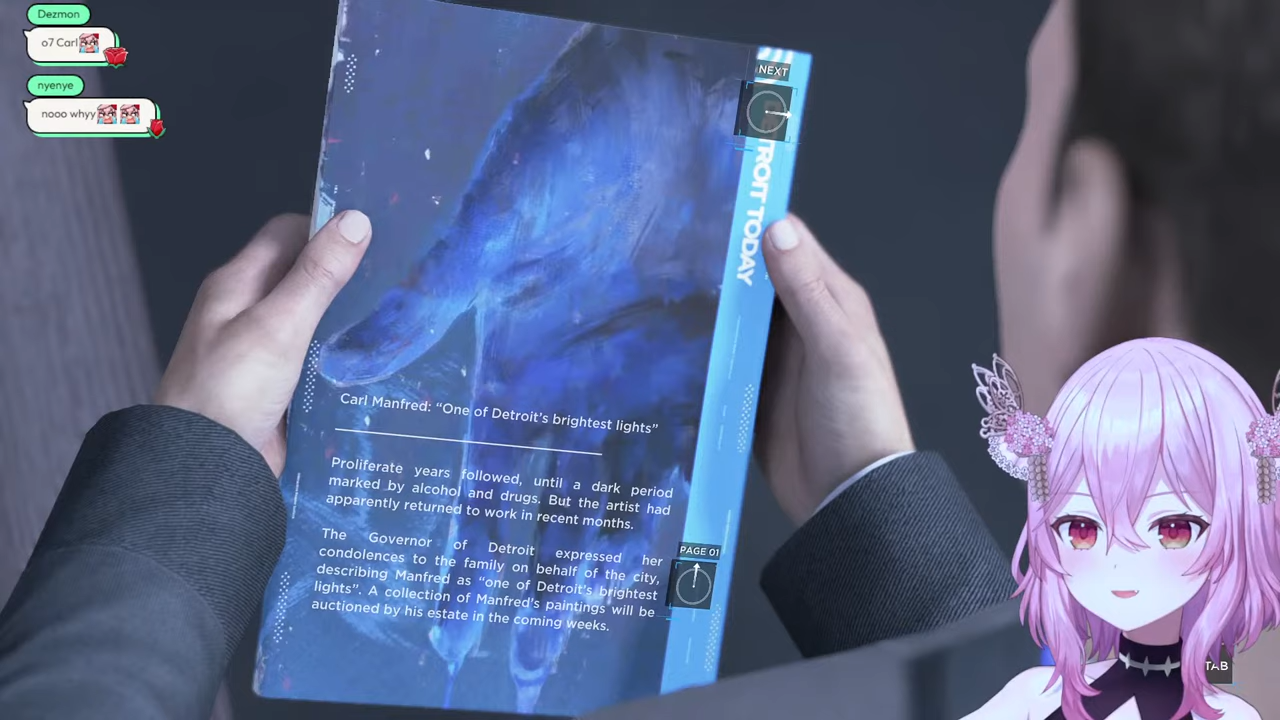 Dezmon
o7 Carl
nyenye
nooo whyy
NEXT
TROIT TODAY
Carl Manfred: “One of Detroit’s brightest lights”
Proliferate years followed, until a dark period
marked by alcohol and drugs. But the artist had
apparently returned to work in recent months.
The Governor of Detroit expressed her
condolences to the family on behalf of the city,
describing Manfred as “one of Detroit’s brightest
lights”. A collection of Manfred’s paintings will be
auctioned by his estate in the coming weeks.
PAGE 01
TAB